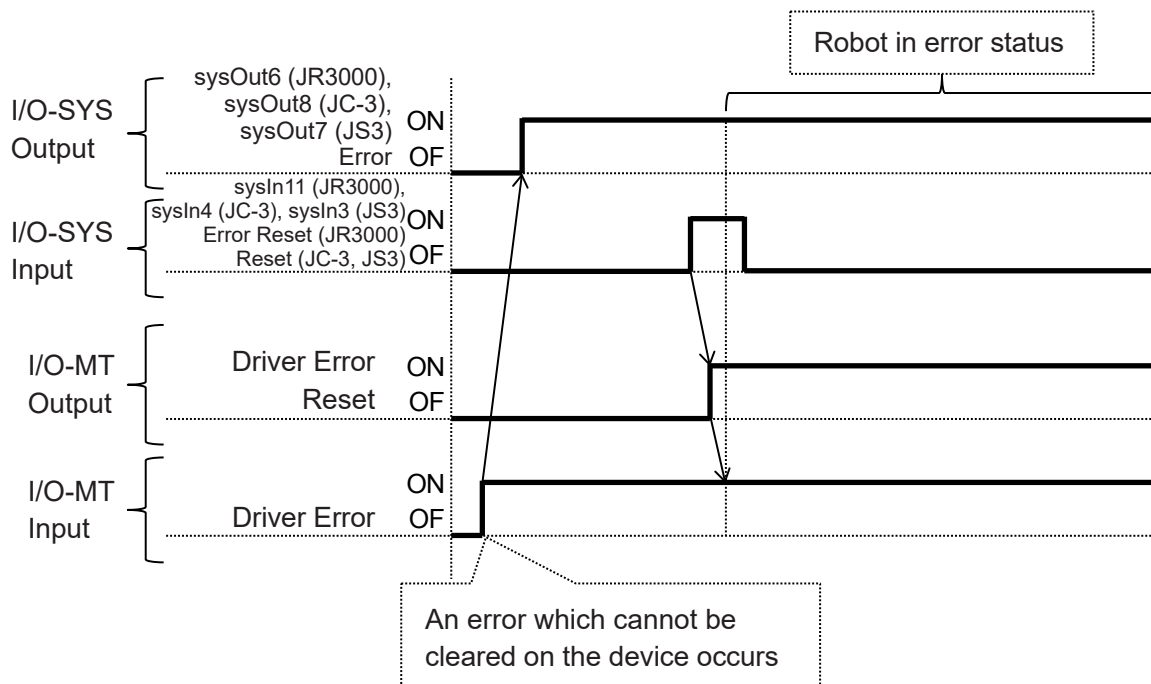 Robot in error status
I/O-SYS
Output
sysOut6 (JR3000),
sysOut8 (JC-3),
sysOut7 (JS3)
Error
ON
OF
I/O-SYS
Input
sysIn11 (JR3000),
sysIn4 (JC-3), sysIn3 (JS3)
Error Reset (JR3000)
Reset (JC-3, JS3)
ON
OF
I/O-MT
Output
Driver Error
Reset
ON
OF
I/O-MT
Input
Driver Error
ON
OF
An error which cannot be
cleared on the device occurs